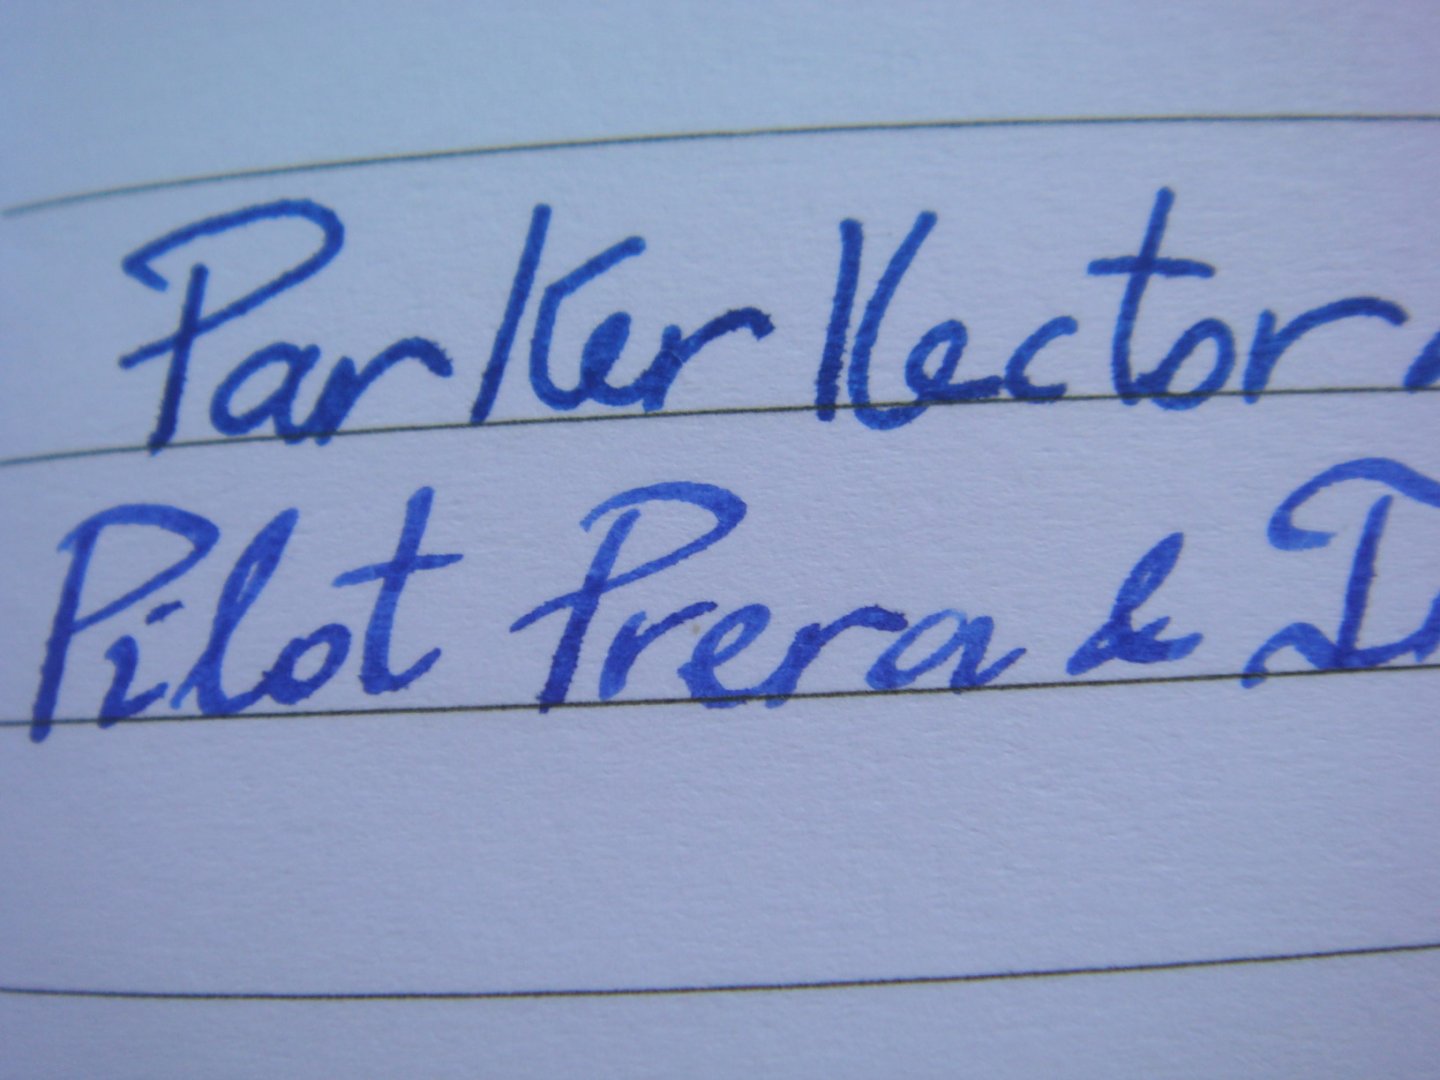 Parker Vector
Pilot Prera &